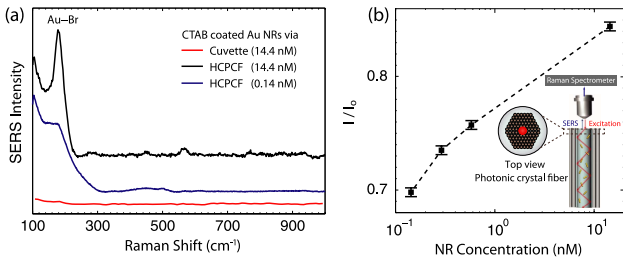 (a)
Au–Br
CTAB coated Au NRs via
Cuvette (14.4 nM)
HCPCF (14.4 nM)
HCPCF (0.14 nM)
SERS Intensity
100 300 500 700 900
Raman Shift (cm⁻¹)
(b)
I / Iₒ
0.8
0.7
Raman Spectrometer
SERS
Excitation
Top view
Photonic crystal fiber
10⁻¹ 10⁰ 10¹
NR Concentration (nM)